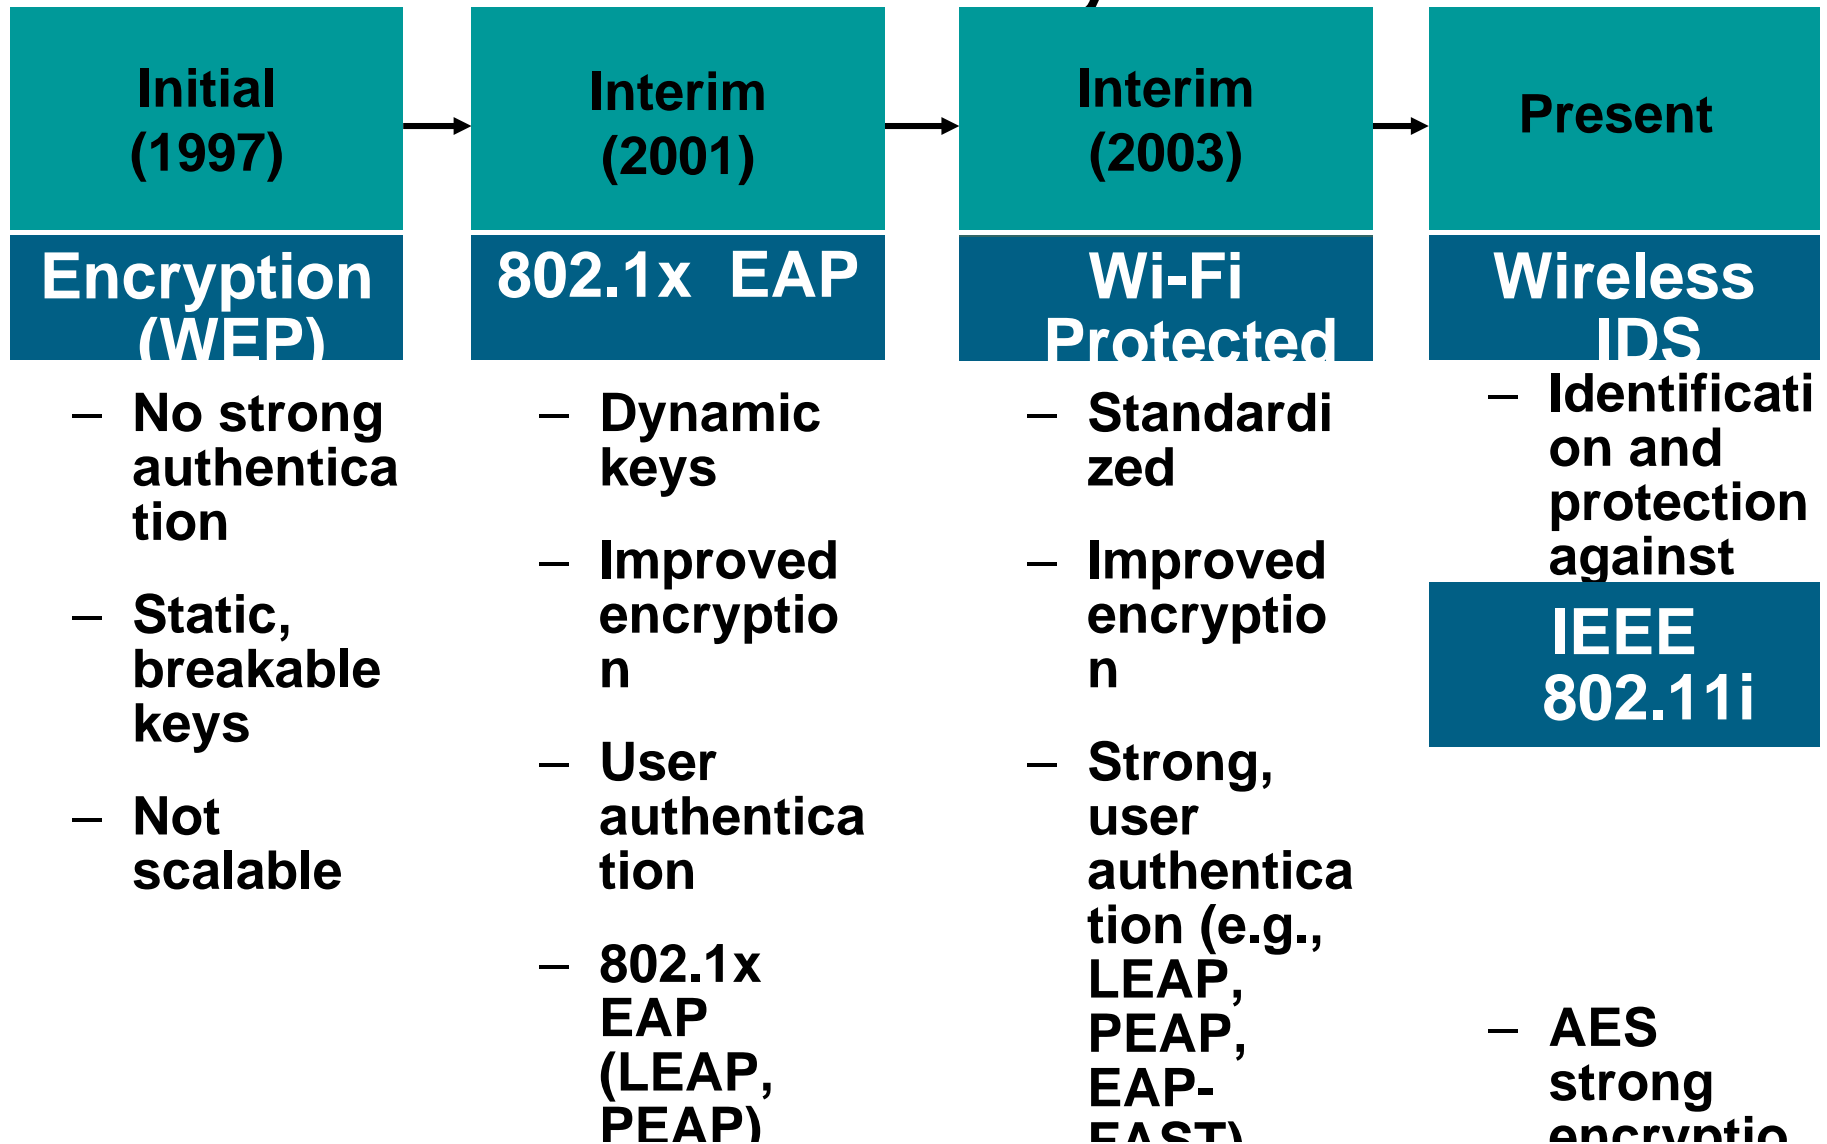 Initial
(1997)
Encryption
(WEP)
– No strong
authentica
tion
– Static,
breakable
keys
– Not
scalable
Interim
(2001)
802.1x EAP
– Dynamic
keys
– Improved
encryptio
n
– User
authentica
tion
– 802.1x
EAP
(LEAP,
PEAP)
Interim
(2003)
Wi-Fi
Protected
– Standardi
zed
– Improved
encryptio
n
– Strong,
user
authentica
tion (e.g.,
LEAP,
PEAP,
EAP-
FAST)
Present
Wireless
IDS
– Identificati
on and
protection
against
IEEE
802.11i
– AES
strong
encryptio